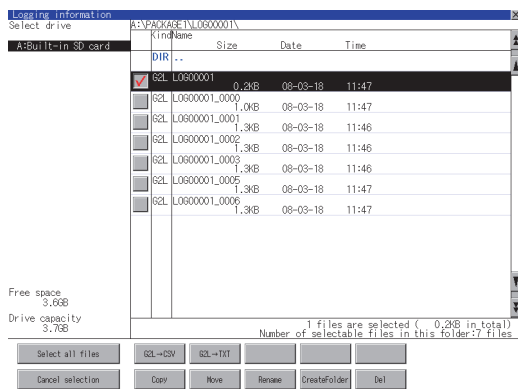 Logging information
Select drive
A:\PACKAGE1\LOG00001\
A:Built-in SD card
Kind Name
Size Date Time
DIR ..
G2L LOG00001
0.2KB 08-03-18 11:47
G2L LOG00001_0000
1.0KB 08-03-18 11:47
G2L LOG00001_0001
1.3KB 08-03-18 11:46
G2L LOG00001_0002
1.3KB 08-03-18 11:46
G2L LOG00001_0003
1.3KB 08-03-18 11:46
G2L LOG00001_0005
1.3KB 08-03-18 11:47
G2L LOG00001_0006
1.3KB 08-03-18 11:47
Free space
3.6GB
Drive capacity
3.7GB
1 files are selected ( 0.2KB in total)
Number of selectable files in this folder:7 files
Select all files G2L→CSV G2L→TXT
Cancel selection Copy Move Rename CreateFolder Del